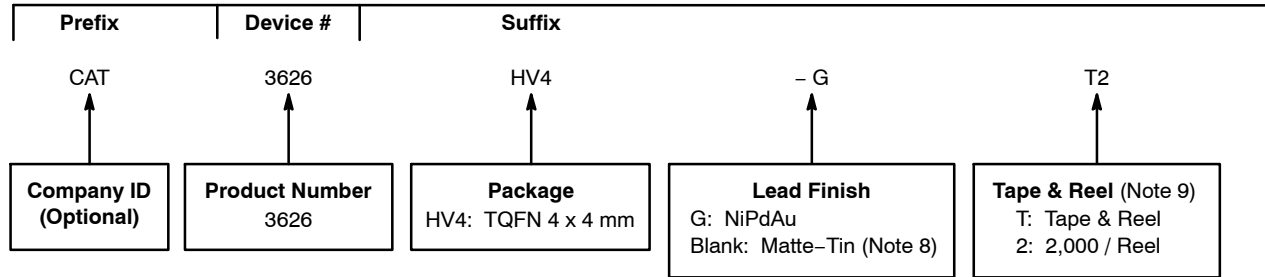 Prefix Device # Suffix
CAT 3626 HV4 – G T2
Company ID
(Optional)
Product Number
3626
Package
HV4: TQFN 4 x 4 mm
Lead Finish
G: NiPdAu
Blank: Matte−Tin (Note 8)
Tape & Reel (Note 9)
T: Tape & Reel
2: 2,000 / Reel